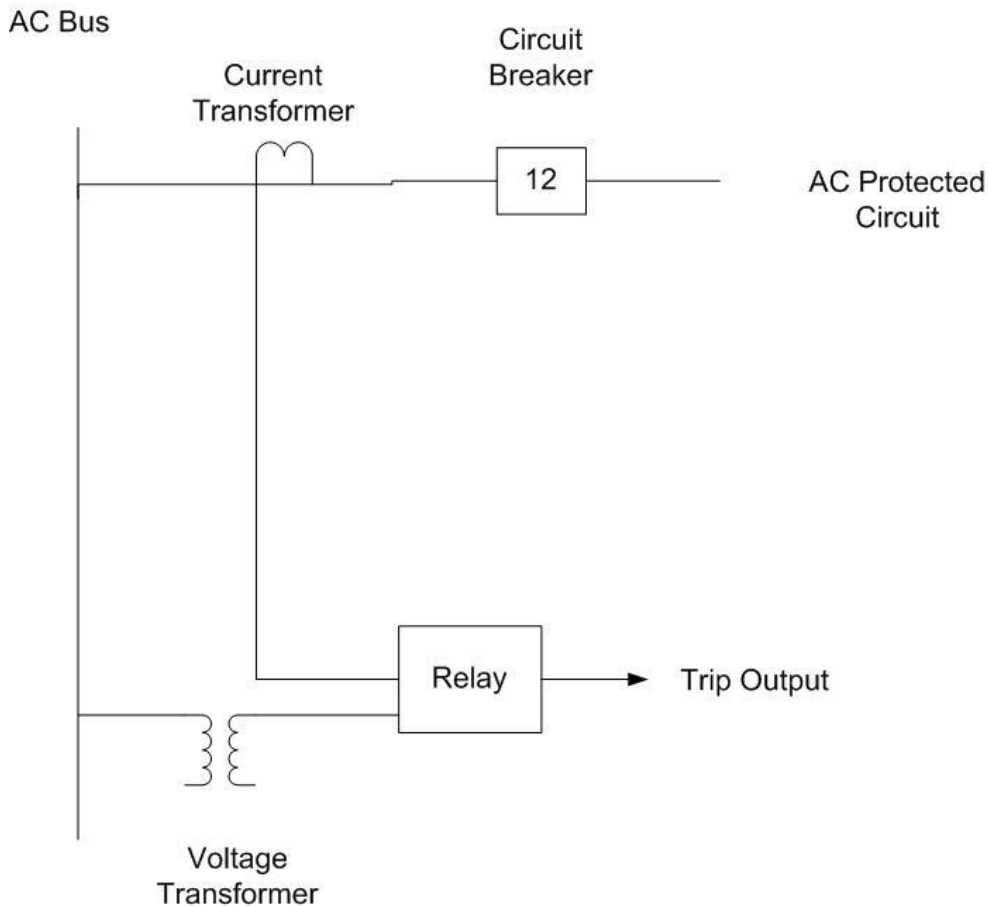 AC Bus
Circuit
Breaker
Current
Transformer
12
AC Protected
Circuit
Relay
Trip Output
Voltage
Transformer